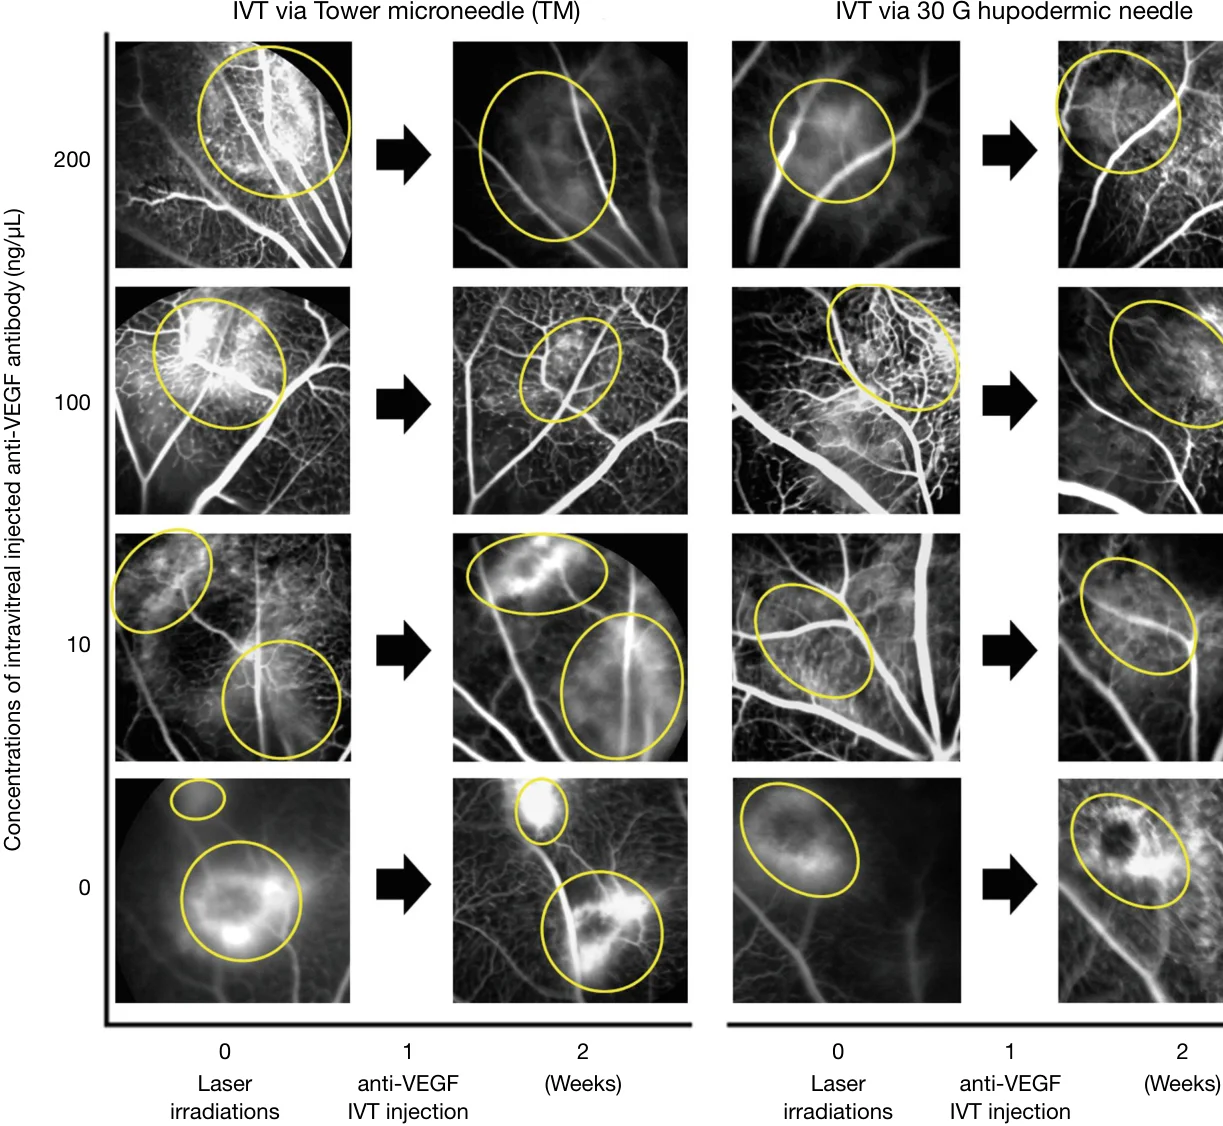 IVT via Tower microneedle (TM)
IVT via 30 G hupodermic needle
Concentrations of intravitreal injected anti-VEGF antibody (ng/μL)
200
100
10
0
0
1
2
0
1
2
Laser
anti-VEGF
(Weeks)
Laser
anti-VEGF
(Weeks)
irradiations
IVT injection
irradiations
IVT injection